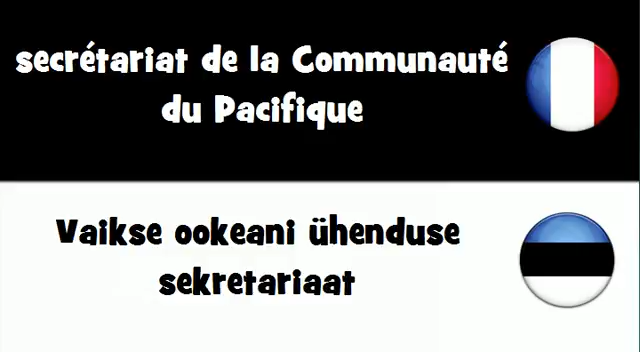 secrétariat de la Communauté
du Pacifique
Vaikse ookeani ühenduse
sekretariaat